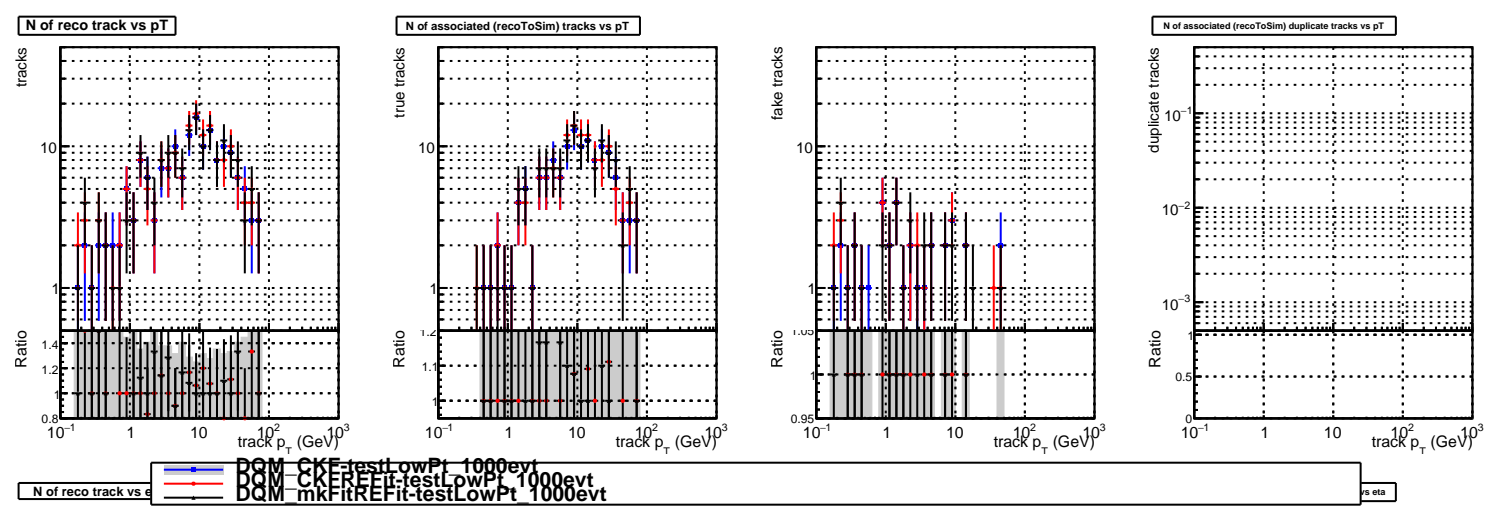 N of reco track vs pT
N of associated (recoToSim) tracks vs pT
N of associated (recoToSim) duplicate tracks vs pT
tracks
10
1
Ratio
1.4
1.2
1
0.8
10⁻¹ 1 10 10² 10³
track p_T (GeV)
true tracks
10
1
Ratio
1.2
1.1
1
10⁻¹ 1 10 10² 10³
track p_T (GeV)
fake tracks
10
1
Ratio
1.05
1
0.95
10⁻¹ 1 10 10² 10³
track p_T (GeV)
duplicate tracks
10⁻¹
10⁻²
10⁻³
Ratio
1
0.5
0
10⁻¹ 1 10 10² 10³
track p_T (GeV)
DQM_CKF-testLowPt_1000evt
DQM_CKFREFit-testLowPt_1000evt
DQM_mkFitREFit-testLowPt_1000evt
N of reco track vs e
vs eta